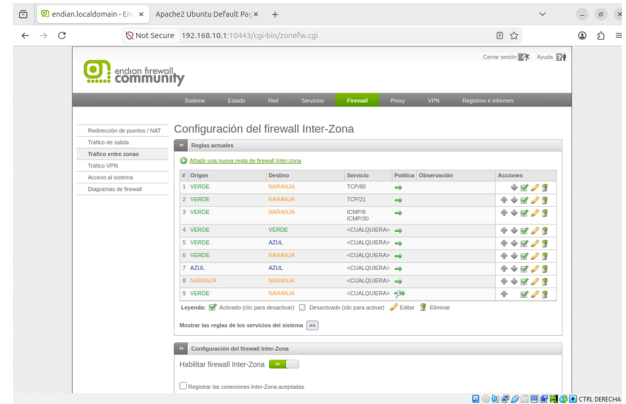 endian.localdomain - En
Apache2 Ubuntu Default Pag
Not Secure 192.168.10.1:10443/cgi-bin/zonefw.cgi
Cerrar sesión Ayuda
endian firewall
community
Sistema Estado Red Servicios Firewall Proxy VPN Registros e informes
Redirección de puertos / NAT
Tráfico de salida
Tráfico entre zonas
Tráfico VPN
Acceso al sistema
Diagramas de firewall
Configuración del firewall Inter-Zona
Reglas actuales
Añadir una nueva regla de firewall Inter-zona
# Origen Destino Servicio Política Observación Acciones
1 VERDE NARANJA TCP/80
2 VERDE NARANJA TCP/21
3 VERDE NARANJA ICMP/8
ICMP/30
4 VERDE VERDE <CUALQUIERA>
5 VERDE AZUL <CUALQUIERA>
6 VERDE NARANJA <CUALQUIERA>
7 AZUL AZUL <CUALQUIERA>
8 NARANJA NARANJA <CUALQUIERA>
9 VERDE NARANJA <CUALQUIERA>
Leyenda: Activado (clic para desactivar) Desactivado (clic para activar) Editar Eliminar
Mostrar las reglas de los servicios del sistema >>
Configuración del firewall Inter-Zona
Habilitar firewall Inter-Zona
Registrar las conexiones Inter-Zona aceptadas
CTRL DERECHA